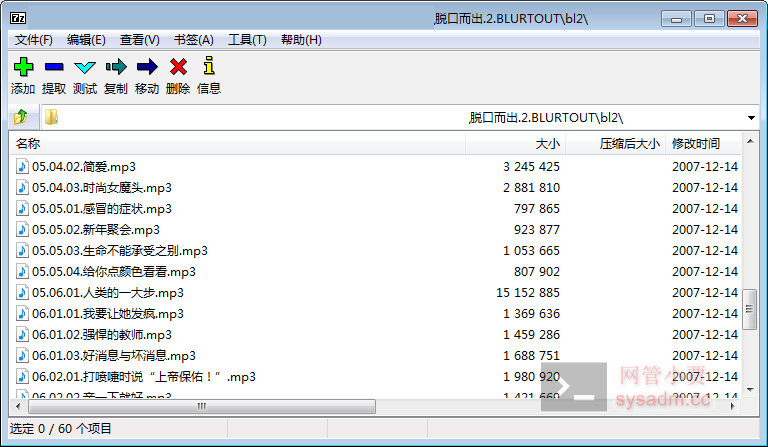 脱口而出.2.BLURTOUT\bl2\
文件(F) 编辑(E) 查看(V) 书签(A) 工具(T) 帮助(H)
添加 提取 测试 复制 移动 删除 信息
脱口而出.2.BLURTOUT\bl2\
名称 大小 压缩后大小 修改时间
05.04.02.简爱.mp3 3 245 425 2007-12-14
05.04.03.时尚女魔头.mp3 2 881 810 2007-12-14
05.05.01.感冒的症状.mp3 797 865 2007-12-14
05.05.02.新年聚会.mp3 923 877 2007-12-14
05.05.03.生命不能承受之别.mp3 1 053 665 2007-12-14
05.05.04.给你点颜色看看.mp3 807 902 2007-12-14
05.06.01.人类的一大步.mp3 15 152 885 2007-12-14
06.01.01.我要让她发疯.mp3 1 369 636 2007-12-14
06.01.02.强悍的教师.mp3 1 459 286 2007-12-14
06.01.03.好消息与坏消息.mp3 1 688 751 2007-12-14
06.02.01.打喷嚏时说“上帝保佑！”.mp3 1 980 920 2007-12-14
06.02.02.亲一下就好.mp3 1 421 669 2007-12-14
网管小贾
sysadm.cc
选定 0 / 60 个项目